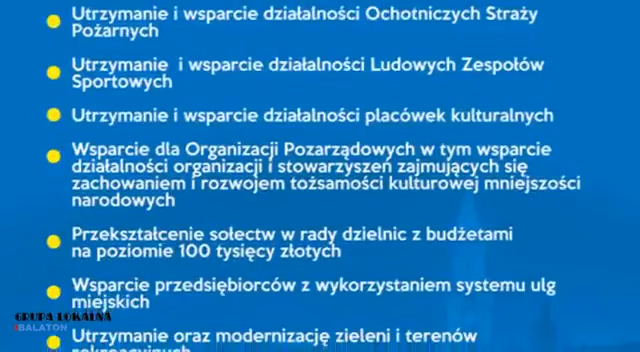 Utrzymanie i wsparcie działalności Ochotniczych Straży
Pożarnych
Utrzymanie i wsparcie działalności Ludowych Zespołów
Sportowych
Utrzymanie i wsparcie działalności placówek kulturalnych
Wsparcie dla Organizacji Pozarządowych w tym wsparcie
działalności organizacji i stowarzyszeń zajmujących się
zachowaniem i rozwojem tożsamości kulturowej mniejszości
narodowych
Przekształcenie sołectw w rady dzielnic z budżetami
na poziomie 100 tysięcy złotych
Wsparcie przedsiębiorców z wykorzystaniem systemu ulg
miejskich
GRUPA LOKALNA
BALATON
Utrzymanie oraz modernizację zieleni i terenów
rekreacyjnych